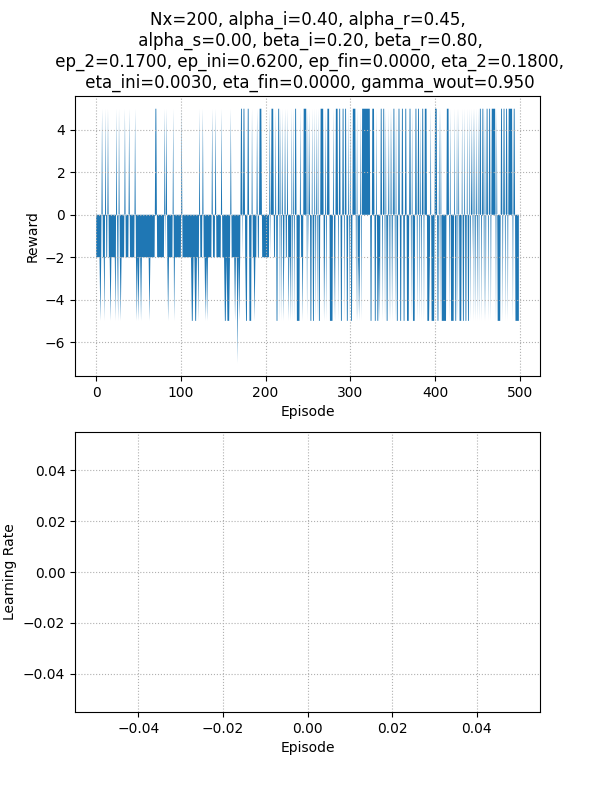 Nx=200, alpha_i=0.40, alpha_r=0.45,
alpha_s=0.00, beta_i=0.20, beta_r=0.80,
ep_2=0.1700, ep_ini=0.6200, ep_fin=0.0000, eta_2=0.1800,
eta_ini=0.0030, eta_fin=0.0000, gamma_wout=0.950
4
2
0
−2
−4
−6
Reward
0
100
200
300
400
500
Episode
0.04
0.02
0.00
−0.02
−0.04
Learning Rate
−0.04
−0.02
0.00
0.02
0.04
Episode